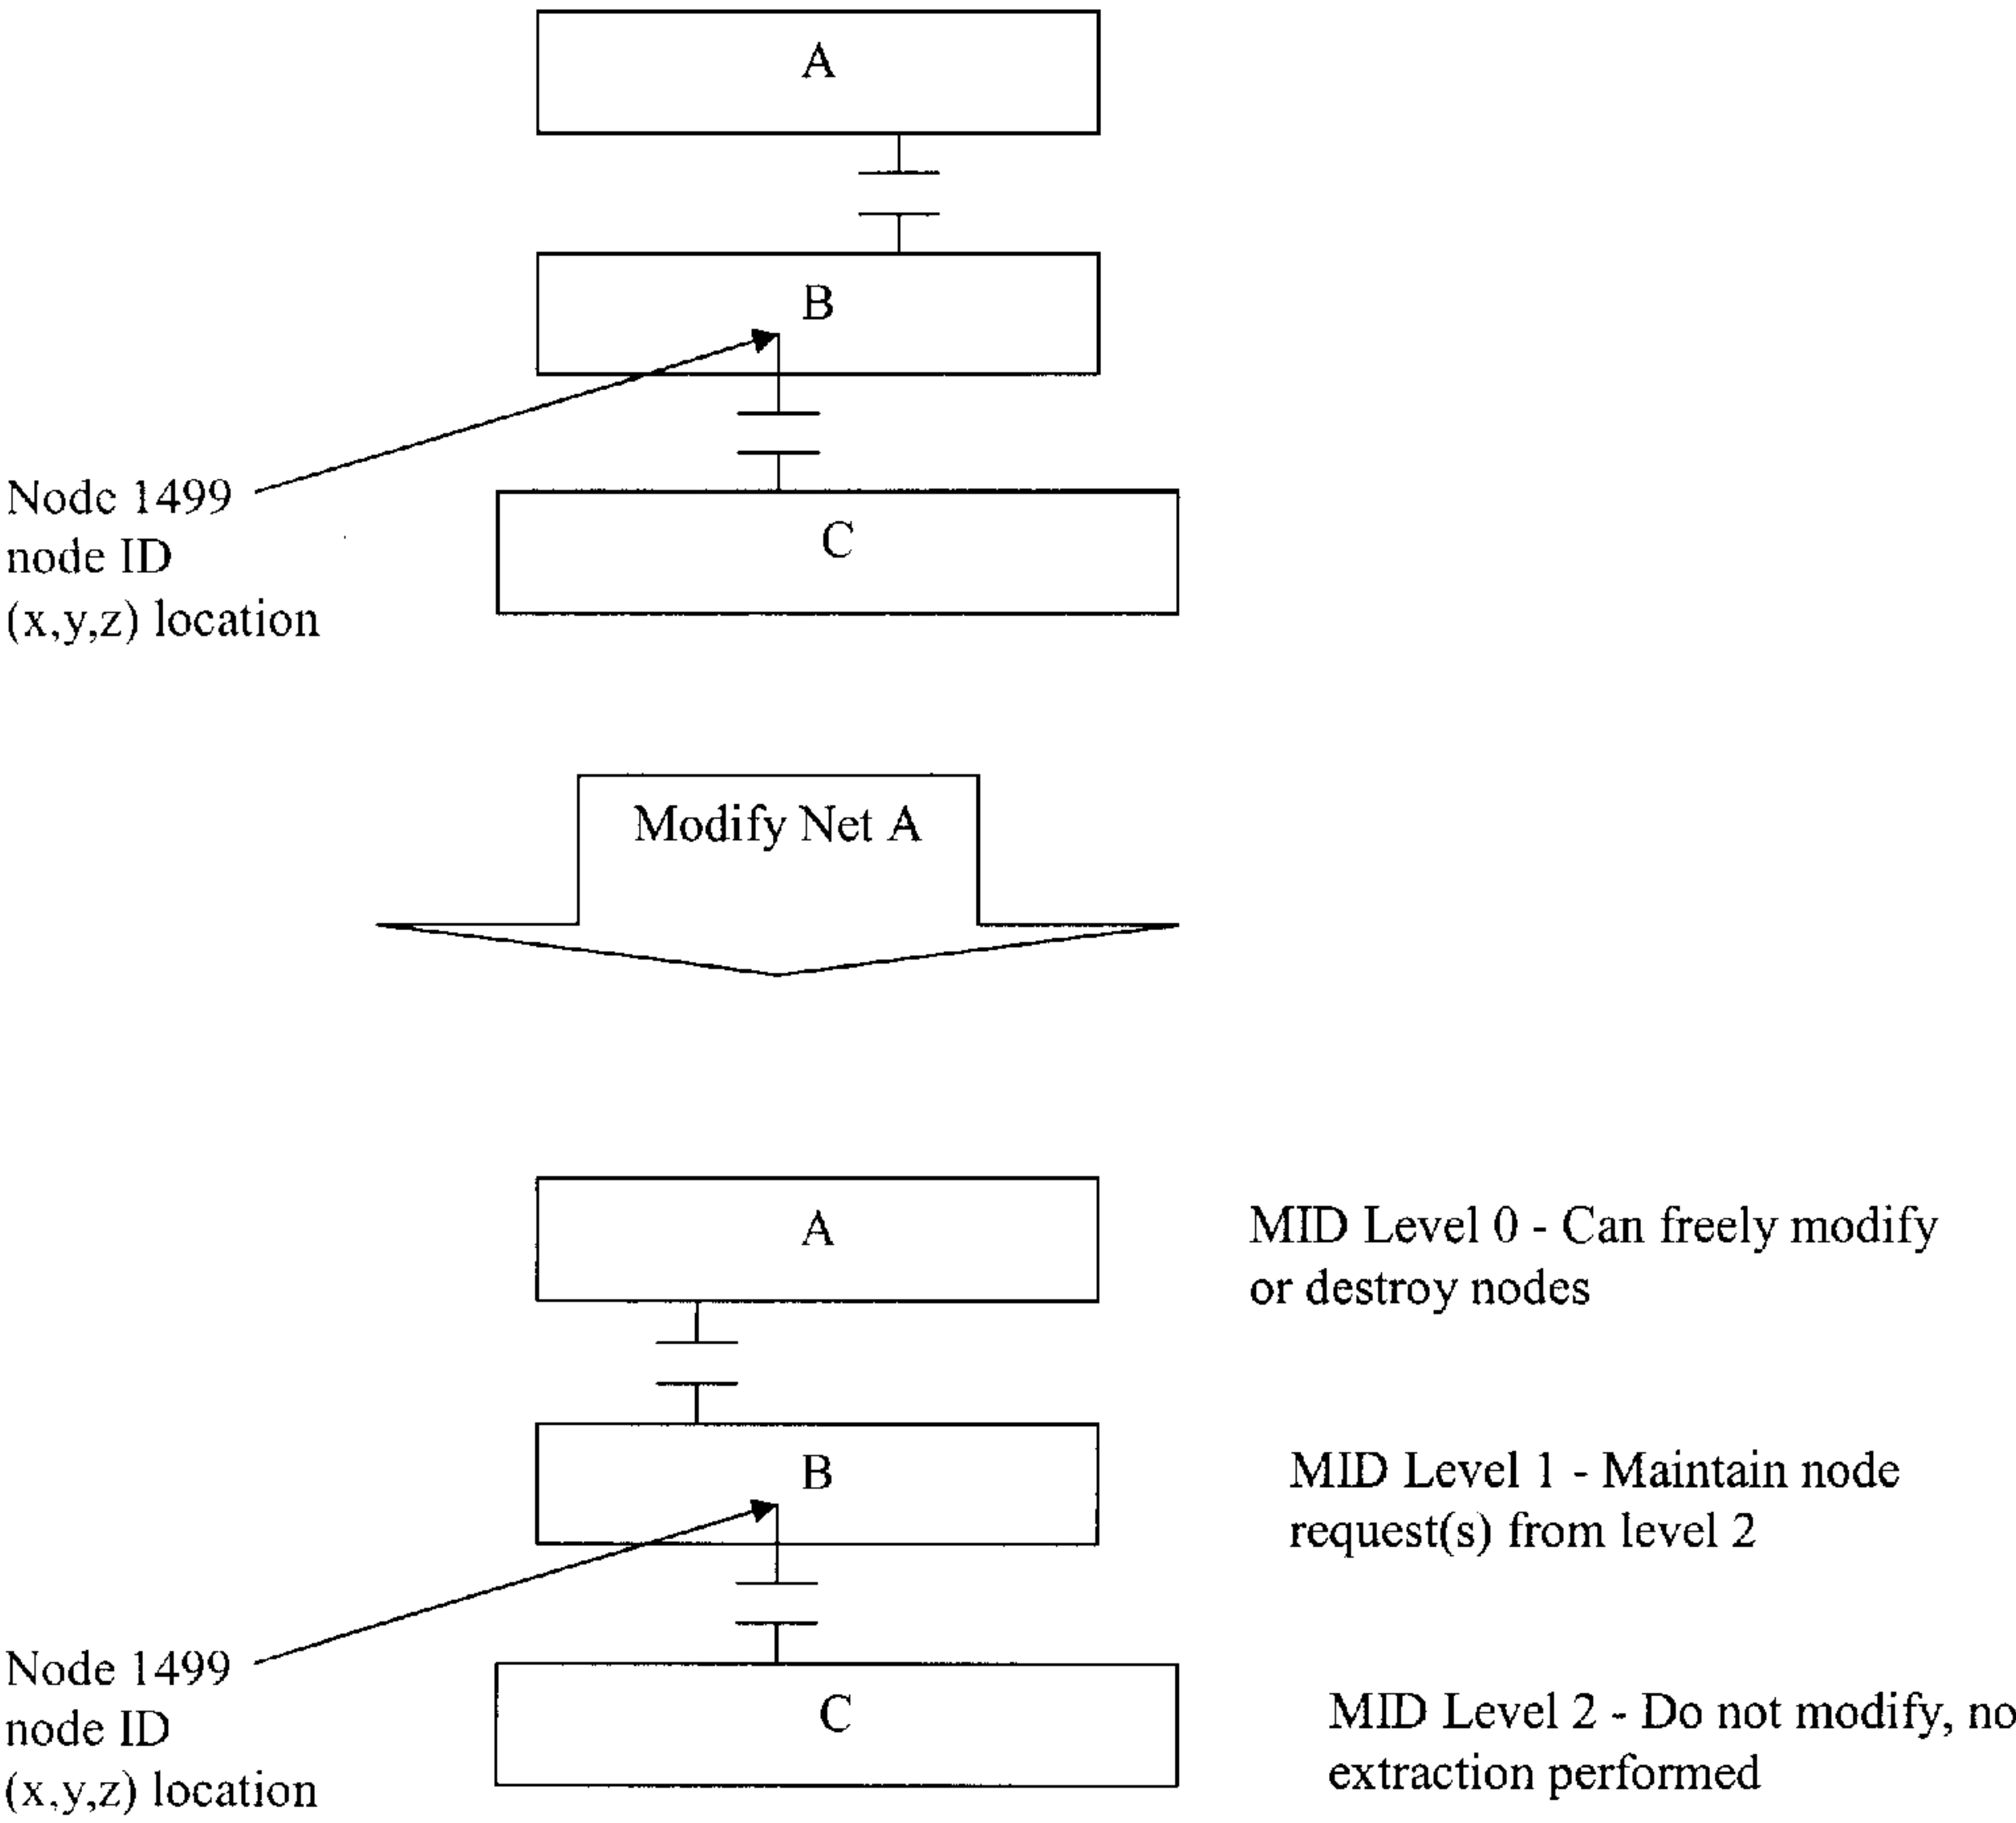 A
B
Node 1499
node ID
(x,y,z) location
C
Modify Net A
A
MID Level 0 - Can freely modify
or destroy nodes
B
MID Level 1 - Maintain node
request(s) from level 2
Node 1499
node ID
(x,y,z) location
C
MID Level 2 - Do not modify, no
extraction performed